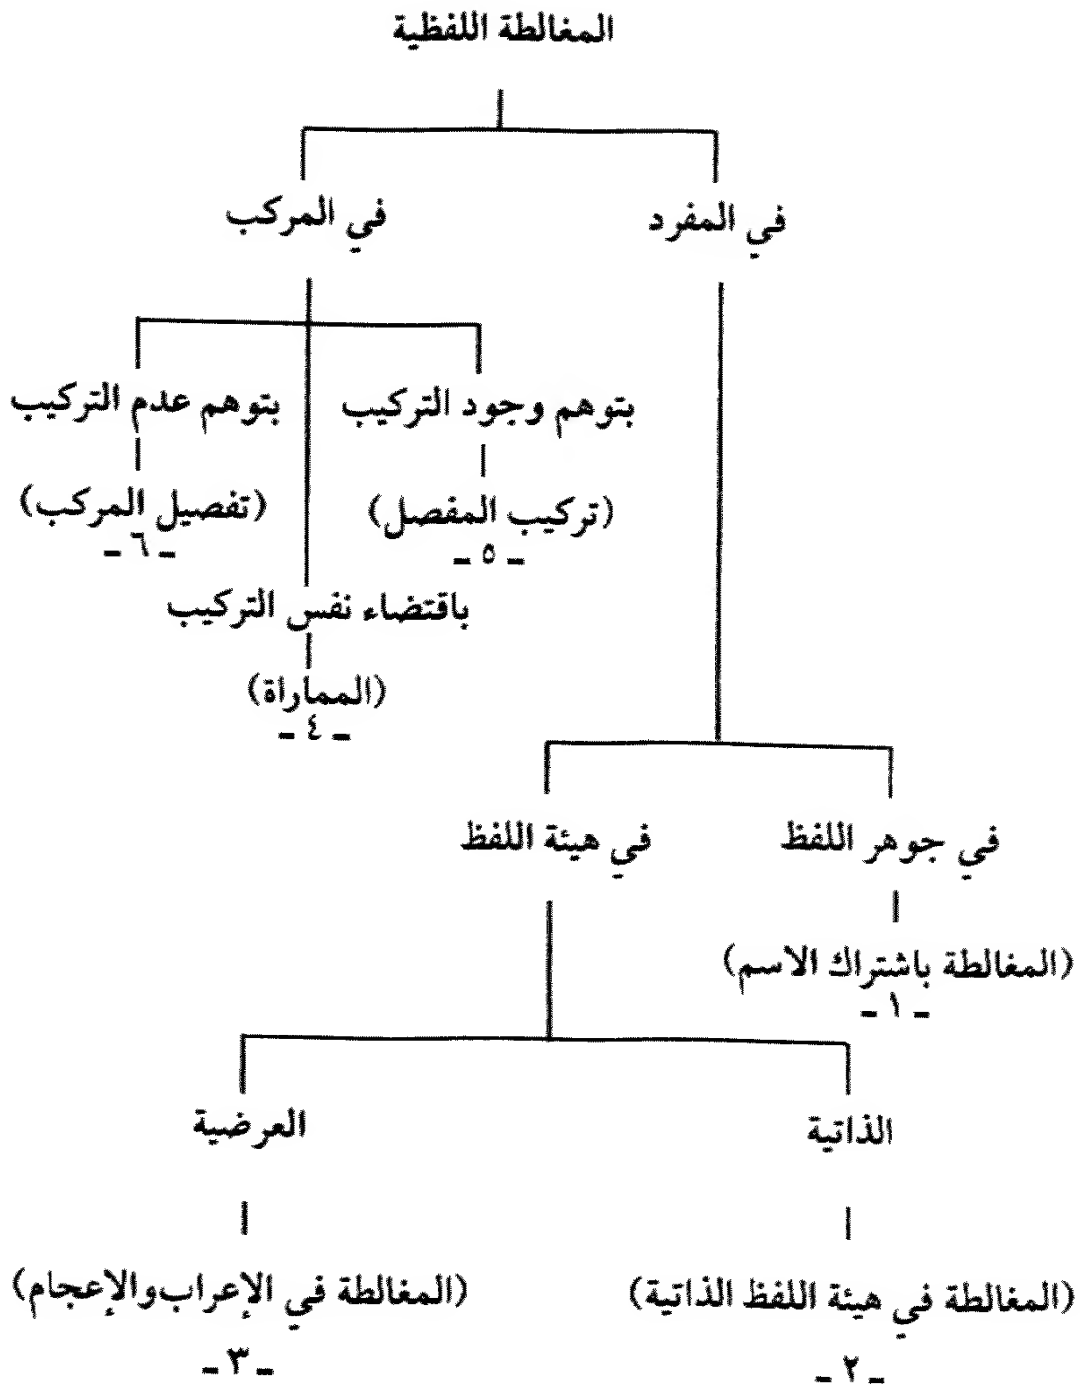 المغالطة اللفظية
في المفرد
في المركب
بتوهم وجود التركيب
بتوهم عدم التركيب
(تركيب المفصل)
- ٥ -
(تفصيل المركب)
- ٦ -
باقتضاء نفس التركيب
(المماراة)
- ٤ -
في جوهر اللفظ
في هيئة اللفظ
(المغالطة باشتراك الاسم)
- ١ -
الذاتية
العرضية
(المغالطة في هيئة اللفظ الذاتية)
- ٢ -
(المغالطة في الإعراب والإعجام)
- ٣ -